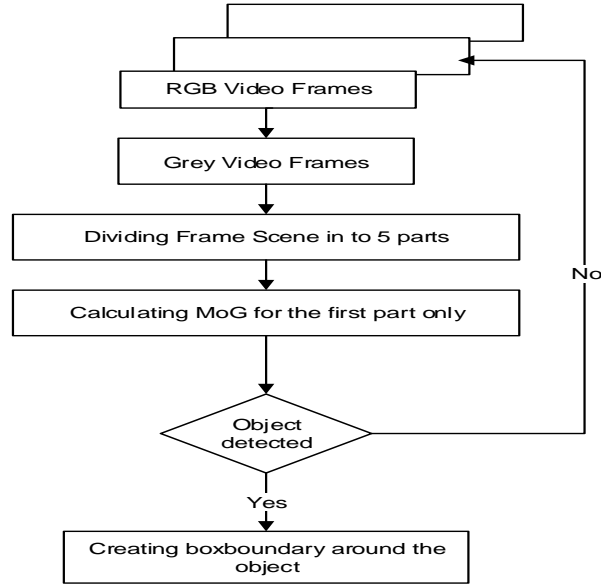 RGB Video Frames
Grey Video Frames
Dividing Frame Scene in to 5 parts
Calculating MoG for the first part only
No
Object
detected
Yes
Creating boxboundary around the
object